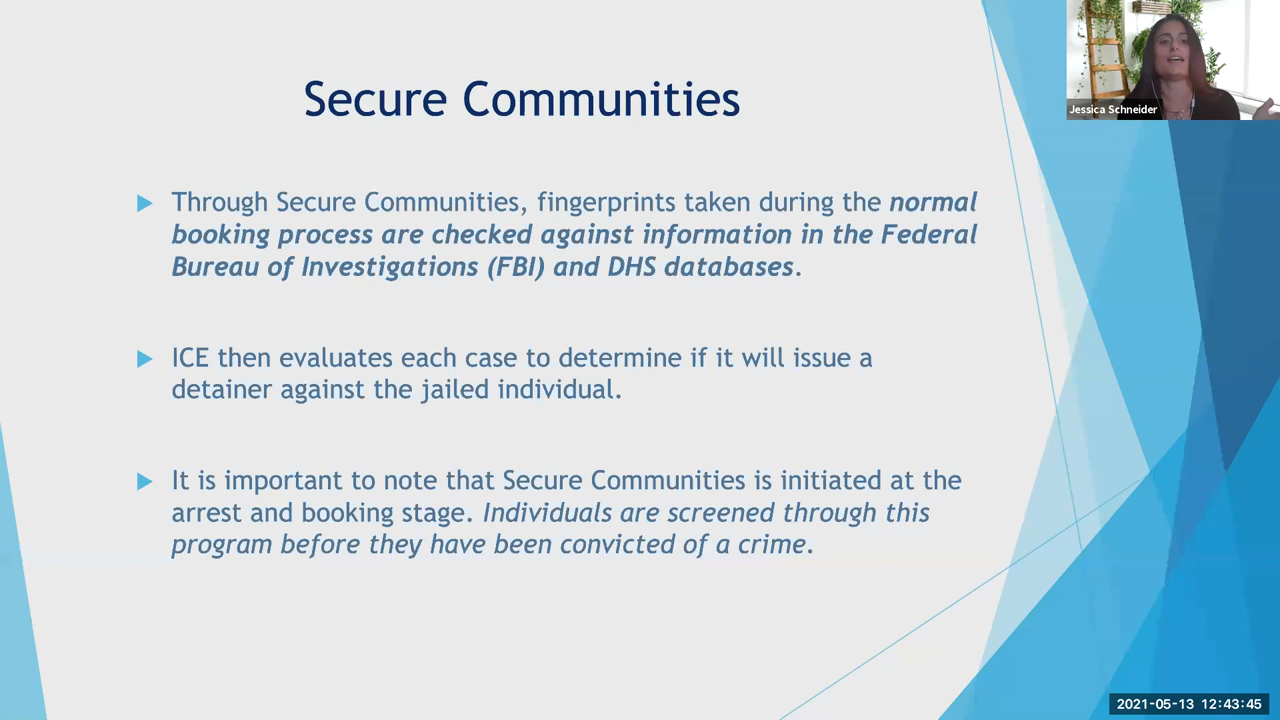 Secure Communities
Through Secure Communities, fingerprints taken during the normal
booking process are checked against information in the Federal
Bureau of Investigations (FBI) and DHS databases.
ICE then evaluates each case to determine if it will issue a
detainer against the jailed individual.
It is important to note that Secure Communities is initiated at the
arrest and booking stage. Individuals are screened through this
program before they have been convicted of a crime.
Jessica Schneider
2021-05-13 12:43:45